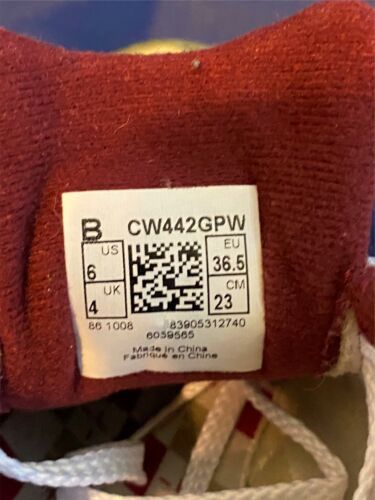 B CW442GPW
US 6 EU 36.5
UK 4 CM 23
86 1008 83905312740
6039565
Made in China
Fabriqué en Chine